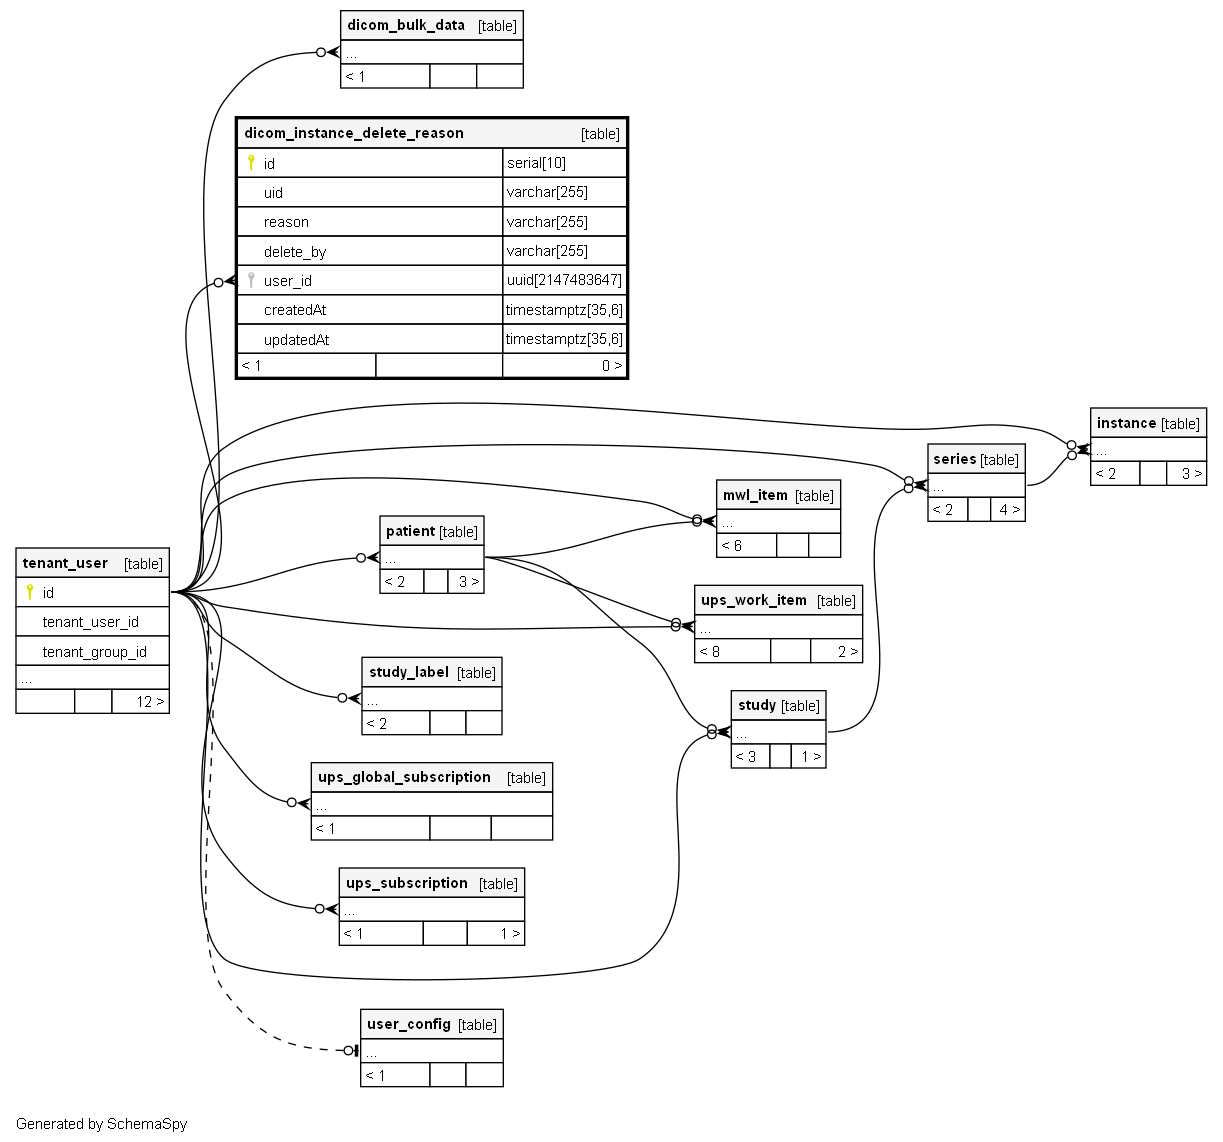 dicom_bulk_data [table]
...
< 1
dicom_instance_delete_reason [table]
id serial[10]
uid varchar[255]
reason varchar[255]
delete_by varchar[255]
user_id uuid[2147483647]
createdAt timestamptz[35,6]
updatedAt timestamptz[35,6]
< 1 0 >
instance [table]
...
< 2 3 >
series [table]
...
< 2 4 >
mwl_item [table]
...
< 6
patient [table]
...
< 2 3 >
tenant_user [table]
id
tenant_user_id
tenant_group_id
...
12 >
ups_work_item [table]
...
< 8 2 >
study_label [table]
...
< 2
study [table]
...
< 3 1 >
ups_global_subscription [table]
...
< 1
ups_subscription [table]
...
< 1 1 >
user_config [table]
...
< 1
Generated by SchemaSpy